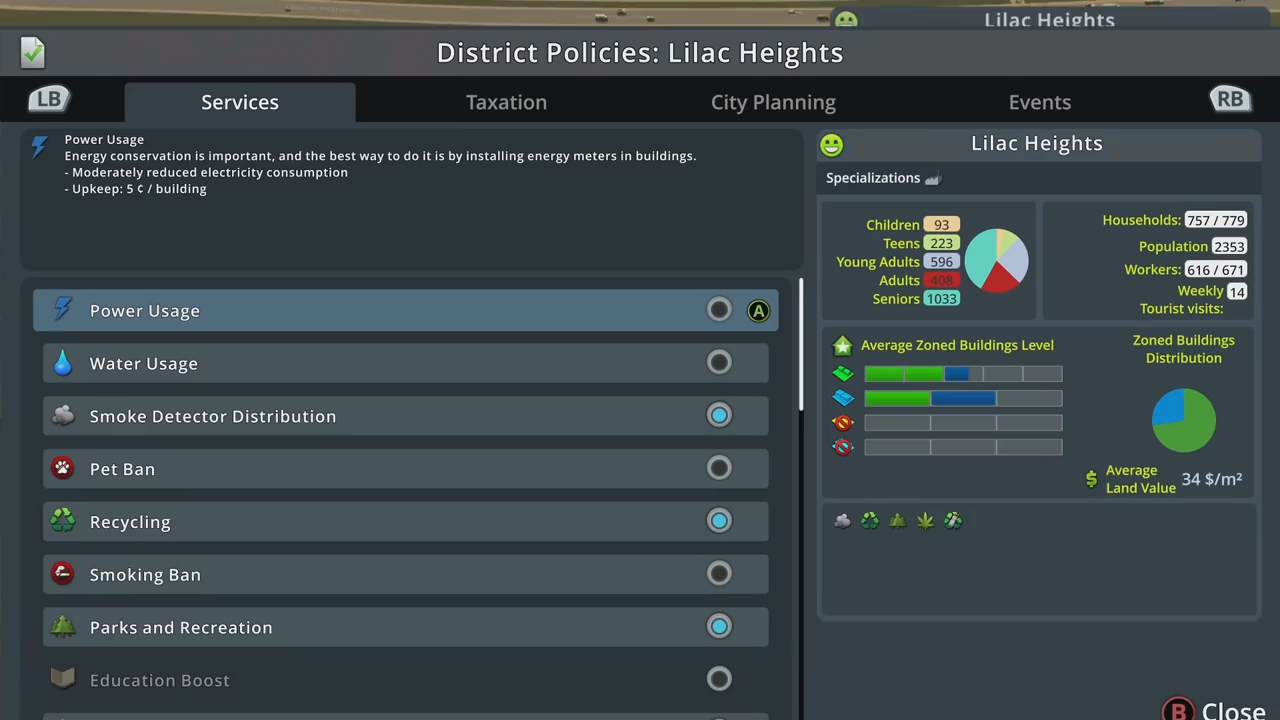 Lilac Heights
District Policies: Lilac Heights
LB
Services
Taxation
City Planning
Events
RB
Power Usage
Energy conservation is important, and the best way to do it is by installing energy meters in buildings.
- Moderately reduced electricity consumption
- Upkeep: 5 ₵ / building
Power Usage
A
Water Usage
Smoke Detector Distribution
Pet Ban
Recycling
Smoking Ban
Parks and Recreation
Education Boost
Lilac Heights
Specializations
Children 93
Teens 223
Young Adults 596
Adults 408
Seniors 1033
Households: 757 / 779
Population 2353
Workers: 616 / 671
Weekly 14
Tourist visits:
Average Zoned Buildings Level
Zoned Buildings
Distribution
$
Average
Land Value 34 $/m²
B Close